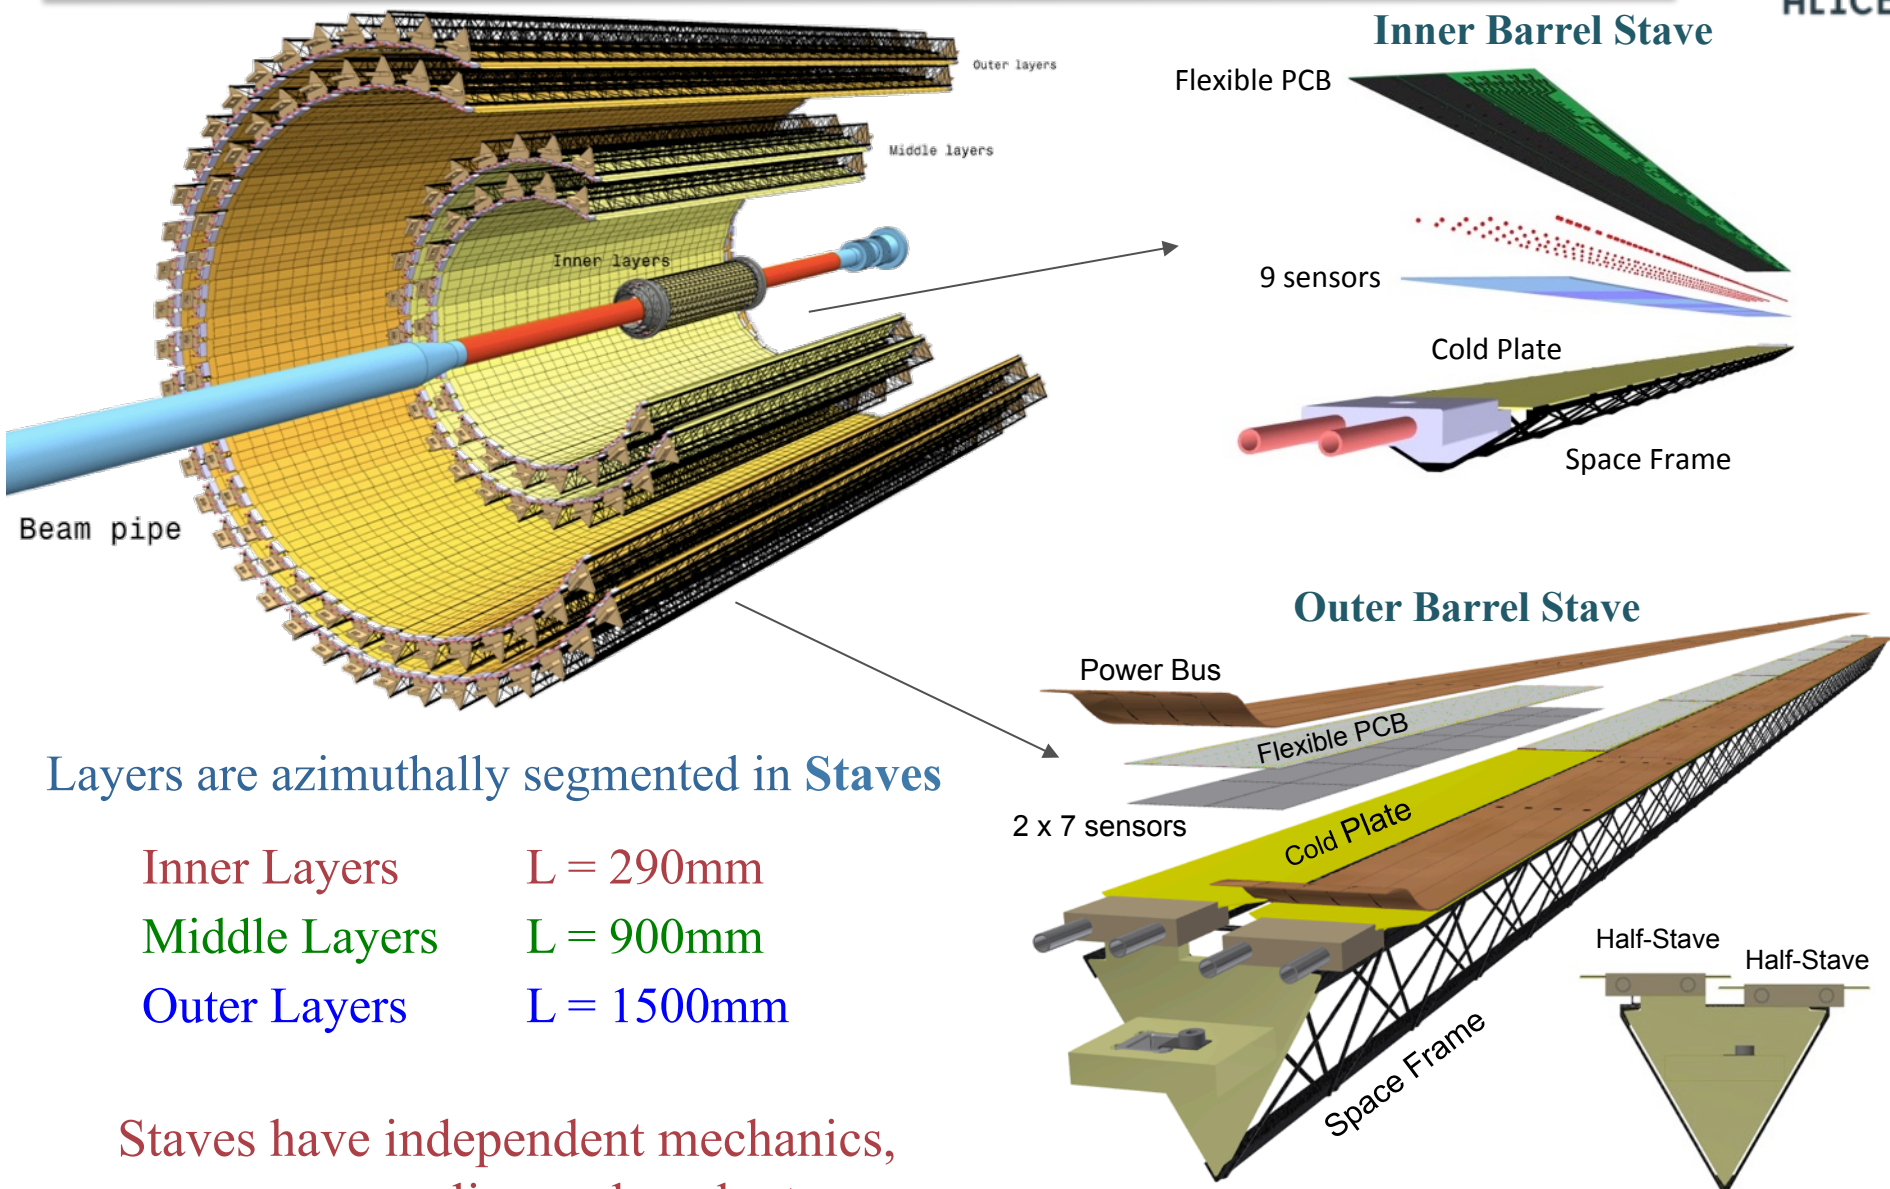 ALICE
Outer layers
Middle layers
Inner layers
Beam pipe
Inner Barrel Stave
Flexible PCB
9 sensors
Cold Plate
Space Frame
Outer Barrel Stave
Power Bus
Flexible PCB
2 x 7 sensors
Cold Plate
Space Frame
Half-Stave
Half-Stave
Layers are azimuthally segmented in Staves
Inner Layers L = 290mm
Middle Layers L = 900mm
Outer Layers L = 1500mm
Staves have independent mechanics,